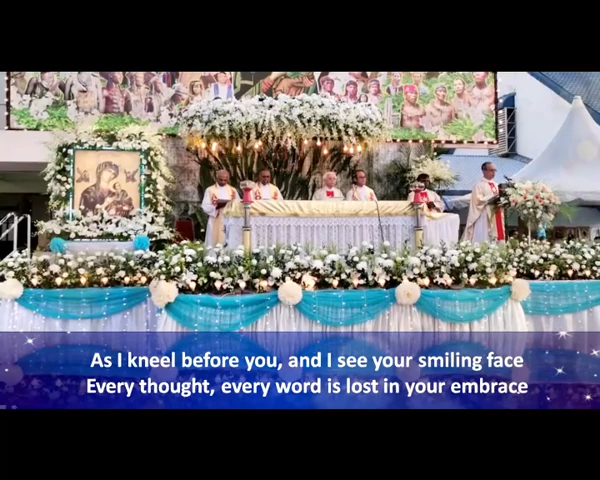 As I kneel before you, and I see your smiling face
Every thought, every word is lost in your embrace